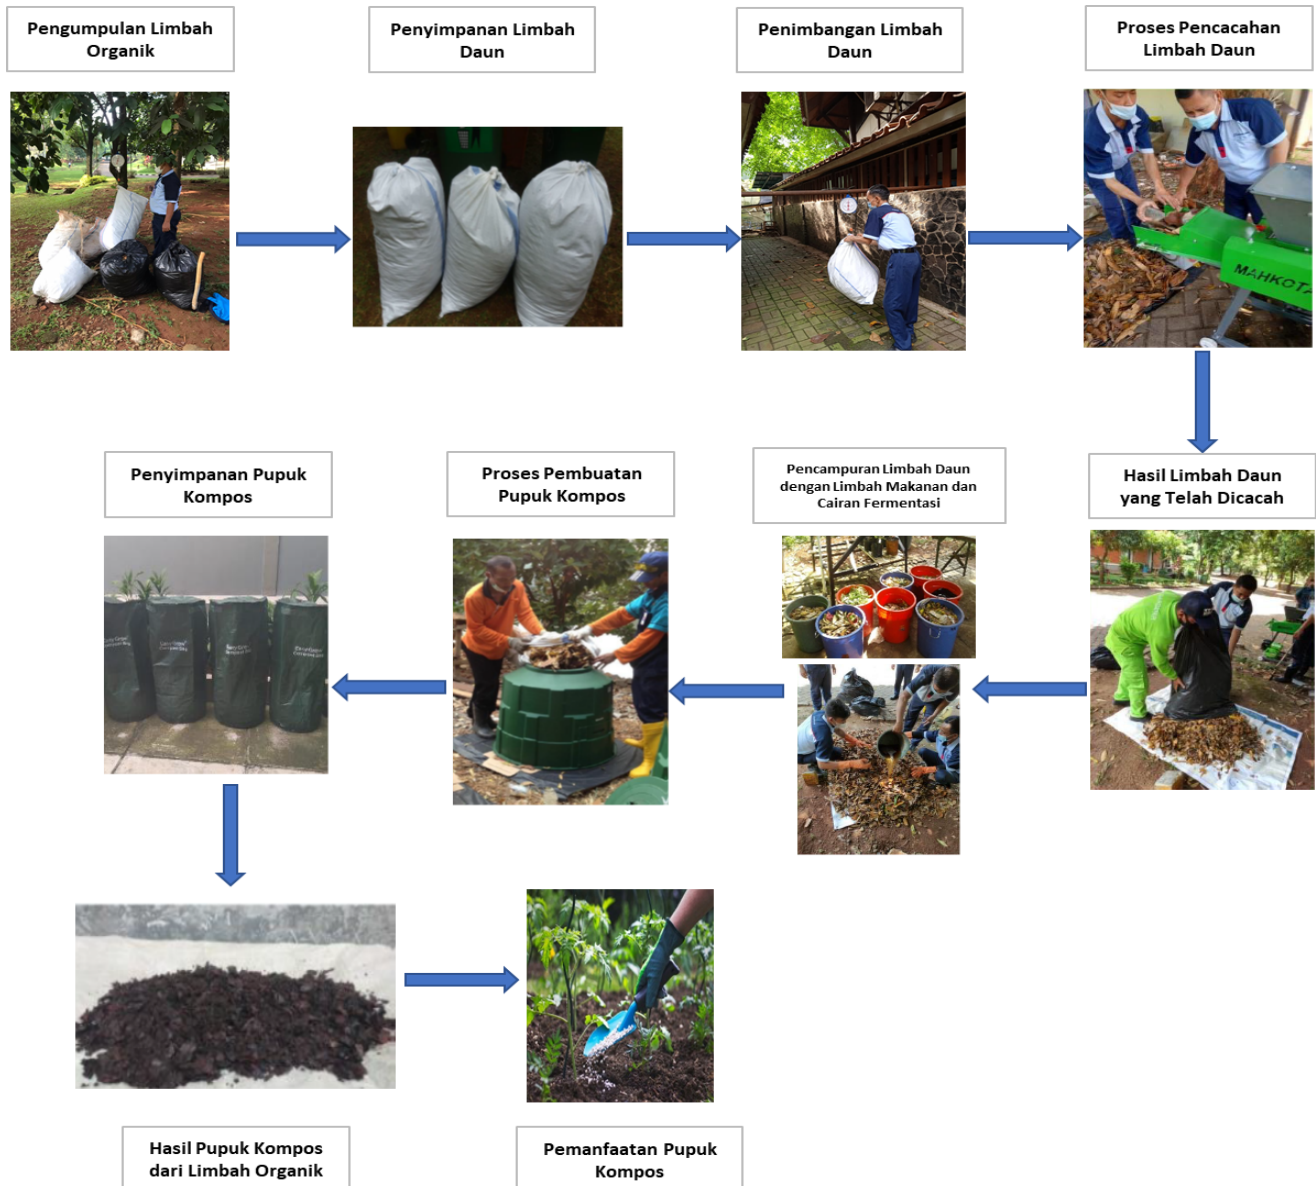 Pengumpulan Limbah
Organik
Penyimpanan Limbah
Daun
Penimbangan Limbah
Daun
Proses Pencacahan
Limbah Daun
MAHKOTA
Penyimpanan Pupuk
Kompos
Proses Pembuatan
Pupuk Kompos
Pencampuran Limbah Daun
dengan Limbah Makanan dan
Cairan Fermentasi
Hasil Limbah Daun
yang Telah Dicacah
Hasil Pupuk Kompos
dari Limbah Organik
Pemanfaatan Pupuk
Kompos